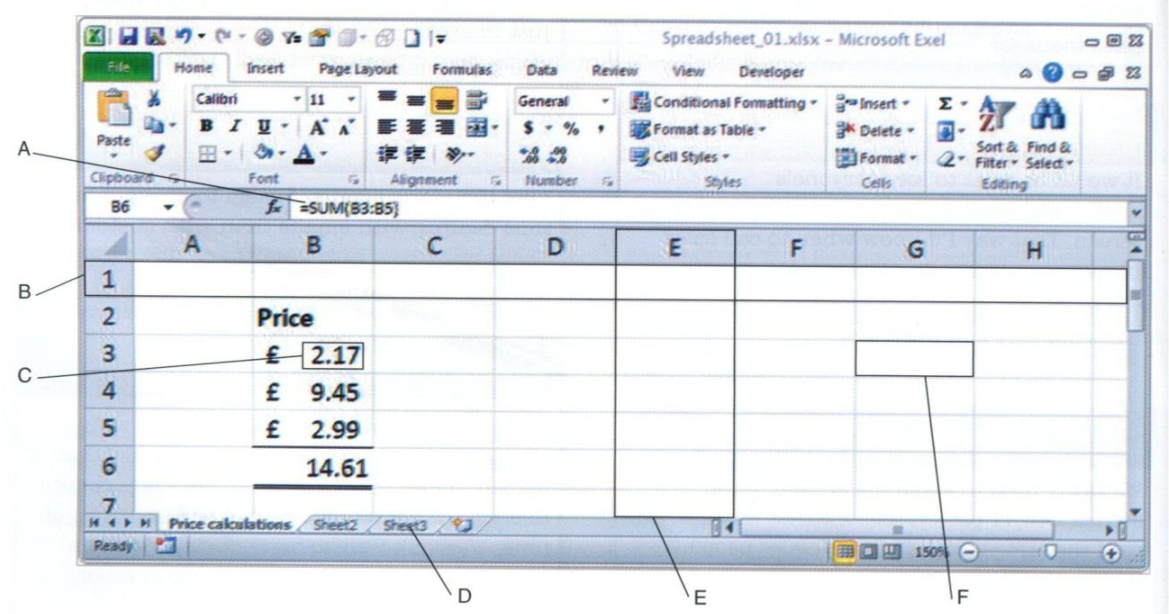 Spreadsheet_01.xlsx – Microsoft Exel
File Home Insert Page Layout Formulas Data Review View Developer
Calibri 11 General Conditional Formatting Insert Σ
B I U A A $ % , Format as Table Delete
Paste A .00 .00 Cell Styles Format Sort & Find &
Filter Select
Clipboard Font Alignment Number Styles Cells Editing
A
B6 fx =SUM(B3:B5)
A B C D E F G H
1
B
2 Price
3 £ 2.17
C
4 £ 9.45
5 £ 2.99
6 14.61
7
Price calculations Sheet2 Sheet3
Ready 150%
D E F